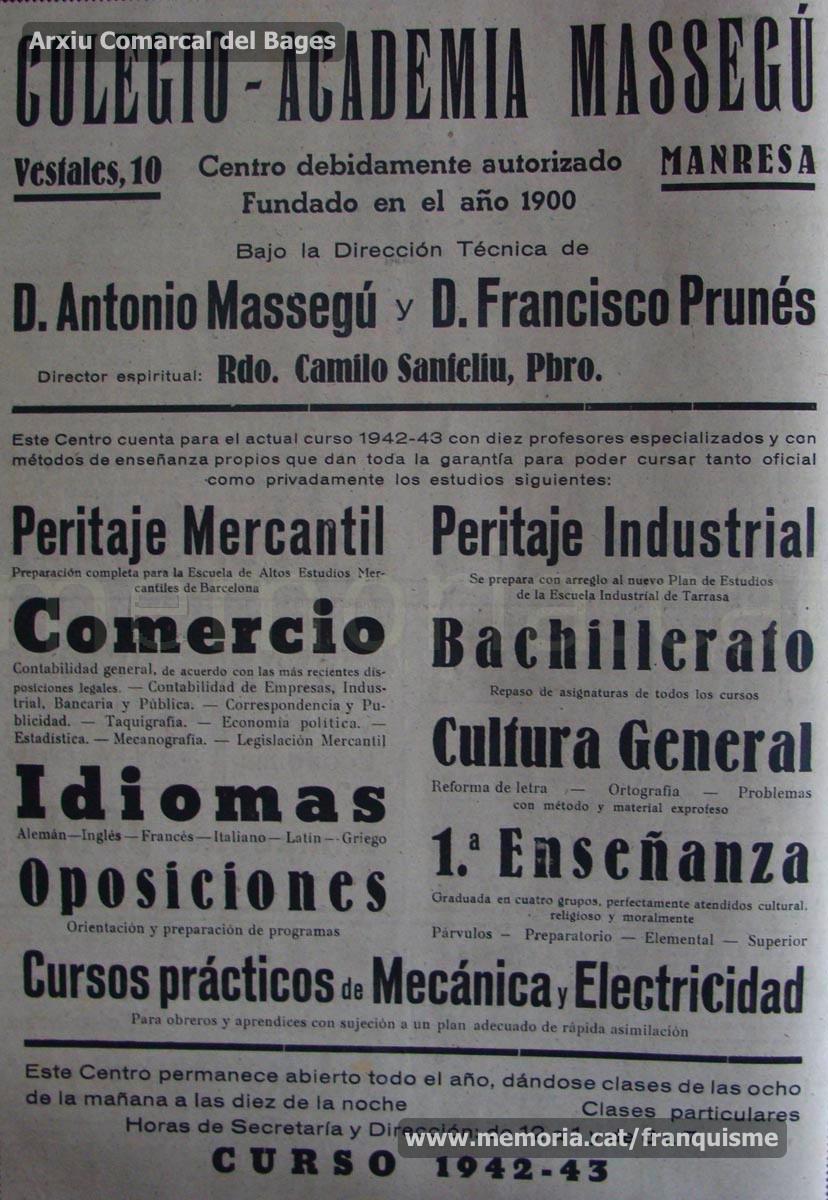 Arxiu Comarcal del Bages
COLEGIO - ACADEMIA MASSEGÚ
Vestales, 10 Centro debidamente autorizado MANRESA
Fundado en el año 1900
Bajo la Dirección Técnica de
D. Antonio Massegú y D. Francisco Prunés
Director espiritual: Rdo. Camilo Sanfeliu, Pbro.
Este Centro cuenta para el actual curso 1942-43 con diez profesores especializados y con
métodos de enseñanza propios que dan toda la garantía para poder cursar tanto oficial
como privadamente los estudios siguientes:
Peritaje Mercantil
Preparación completa para la Escuela de Altos Estudios Mer-
cantiles de Barcelona
Comercio
Contabilidad general, de acuerdo con las más recientes dis-
posiciones legales. — Contabilidad de Empresas, Indus-
trial, Bancaria y Pública. — Correspondencia y Pu-
blicidad. — Taquigrafía. — Economía política. —
Estadística. — Mecanografía. — Legislación Mercantil
Idiomas
Alemán — Inglés — Francés — Italiano — Latín — Griego
Oposiciones
Orientación y preparación de programas
Peritaje Industrial
Se prepara con arreglo al nuevo Plan de Estudios
de la Escuela Industrial de Tarrasa
Bachillerato
Repaso de asignaturas de todos los cursos
Cultura General
Reforma de letra — Ortografía — Problemas
con método y material exprofeso
1.ª Enseñanza
Graduada en cuatro grupos, perfectamente atendidos cultural,
religioso y moralmente
Párvulos — Preparatorio — Elemental — Superior
Cursos prácticos de Mecánica y Electricidad
Para obreros y aprendices con sujeción a un plan adecuado de rápida asimilación
Este Centro permanece abierto todo el año, dándose clases de las ocho
de la mañana a las diez de la noche Clases particulares
Horas de Secretaría y Dirección: de
www.memoria.cat/franquisme
CURSO 1942-43